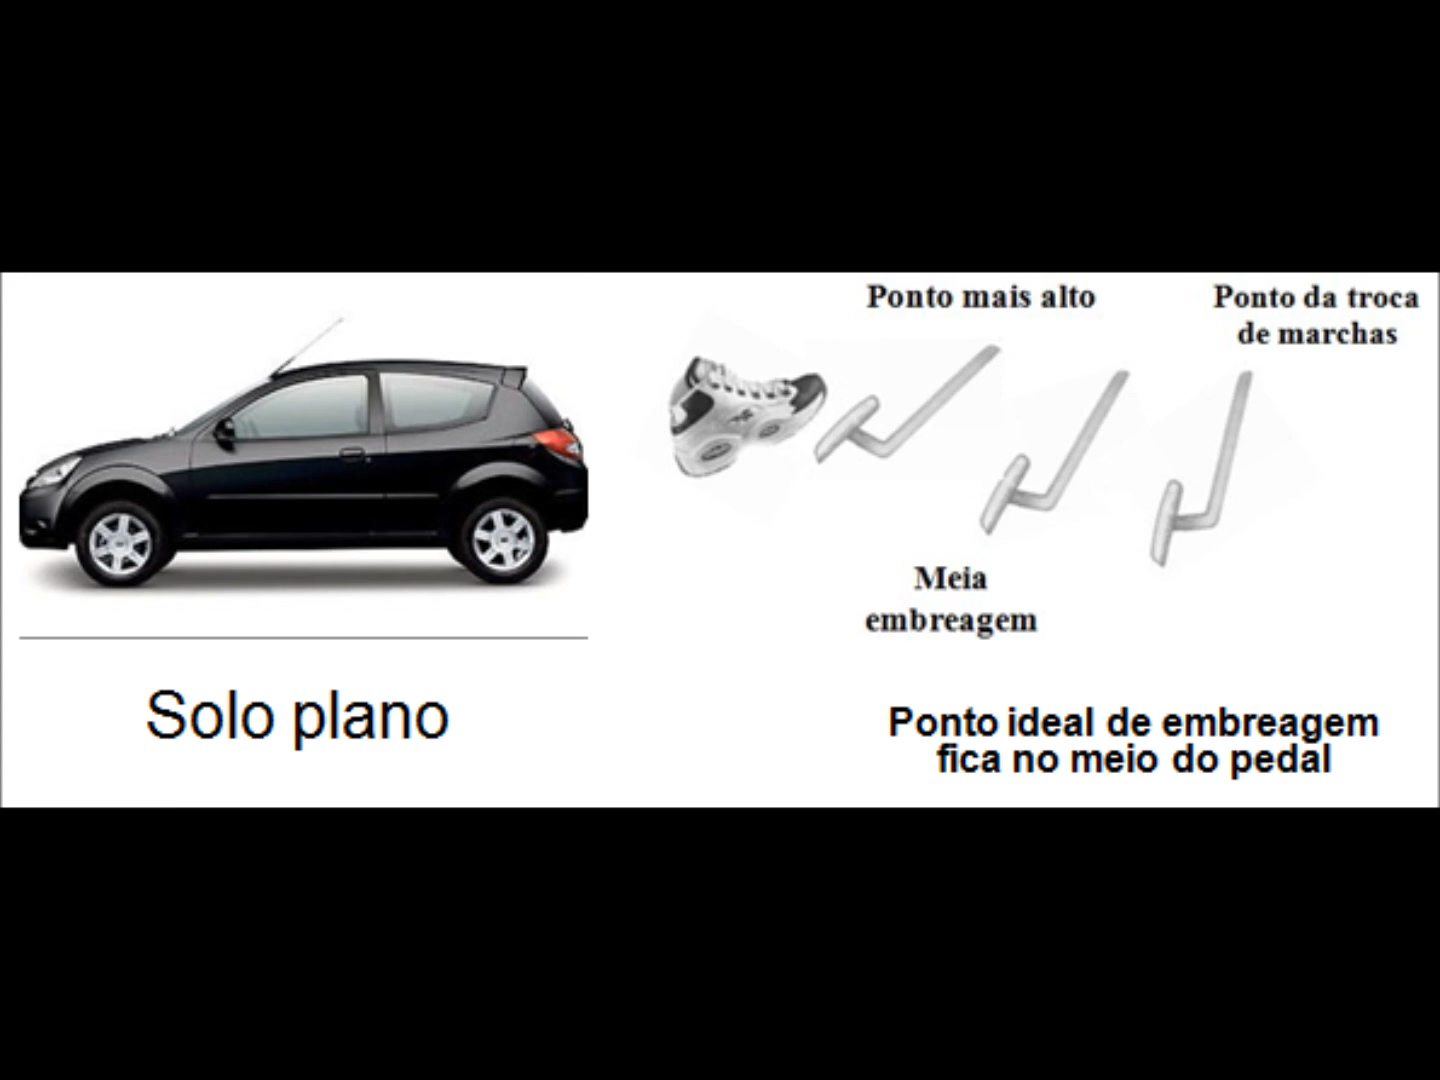 Ponto mais alto
Ponto da troca
de marchas
Meia
embreagem
Solo plano
Ponto ideal de embreagem
fica no meio do pedal